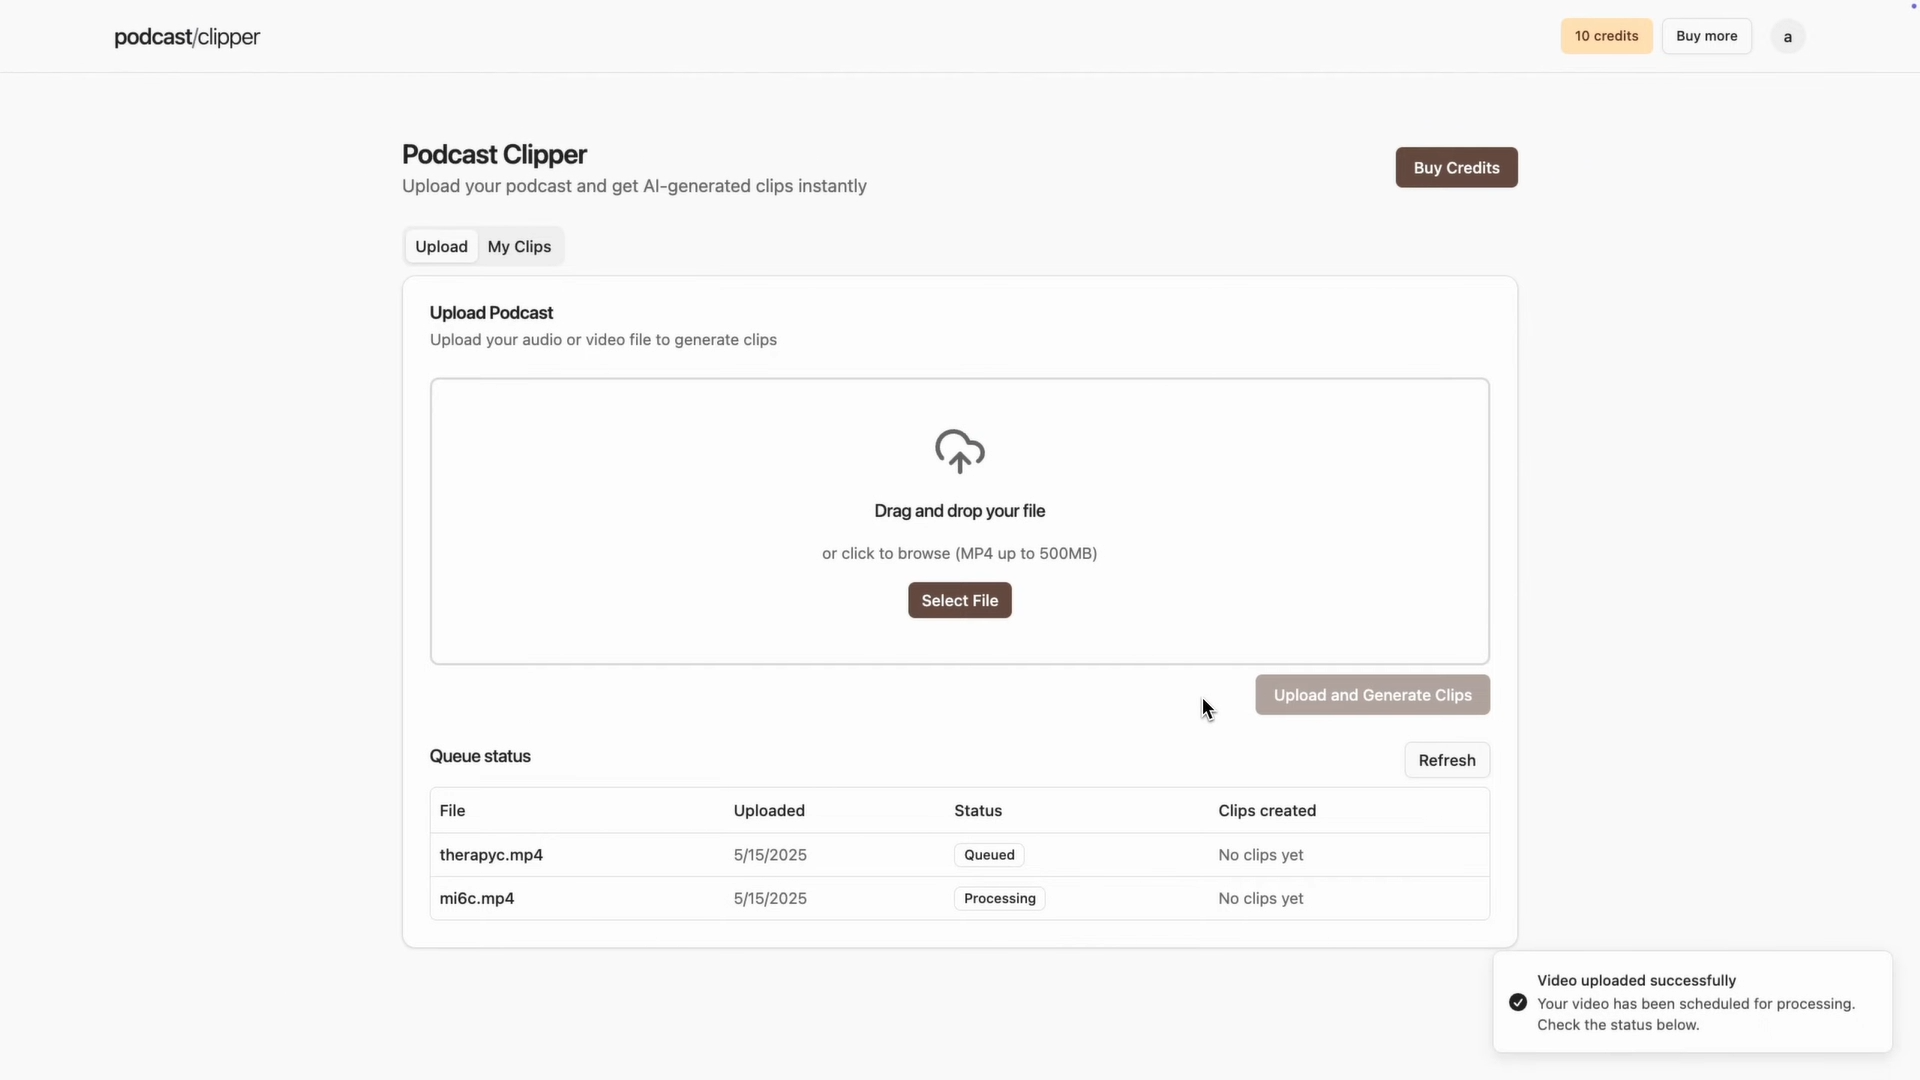 podcast/clipper
10 credits
Buy more
a
Podcast Clipper
Upload your podcast and get AI-generated clips instantly
Buy Credits
Upload
My Clips
Upload Podcast
Upload your audio or video file to generate clips
Drag and drop your file
or click to browse (MP4 up to 500MB)
Select File
Upload and Generate Clips
Queue status
Refresh
File Uploaded Status Clips created
therapyc.mp4 5/15/2025 Queued No clips yet
mi6c.mp4 5/15/2025 Processing No clips yet
Video uploaded successfully
Your video has been scheduled for processing.
Check the status below.